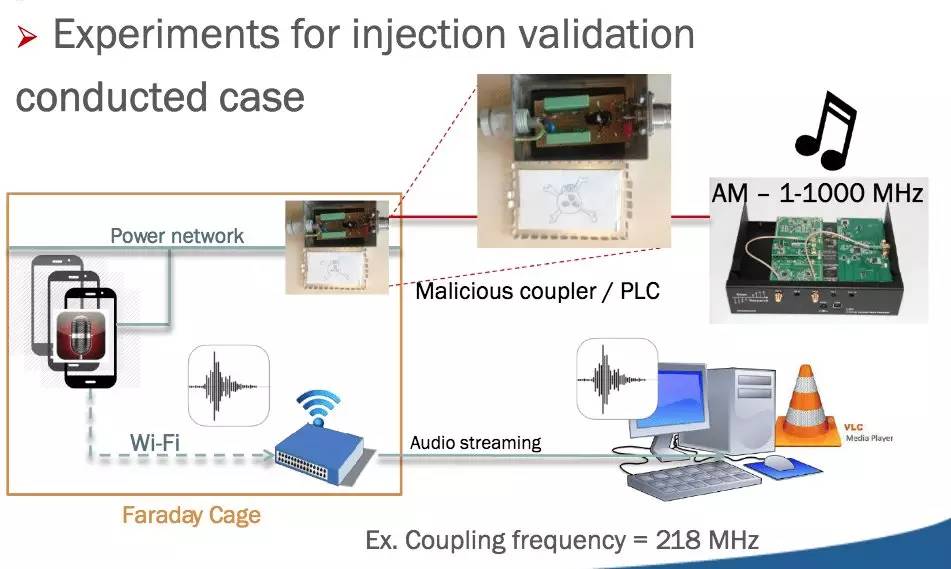 ➢ Experiments for injection validation
conducted case
AM – 1-1000 MHz
Power network
Malicious coupler / PLC
Wi-Fi
Audio streaming
VLC
Media Player
Faraday Cage
Ex. Coupling frequency = 218 MHz